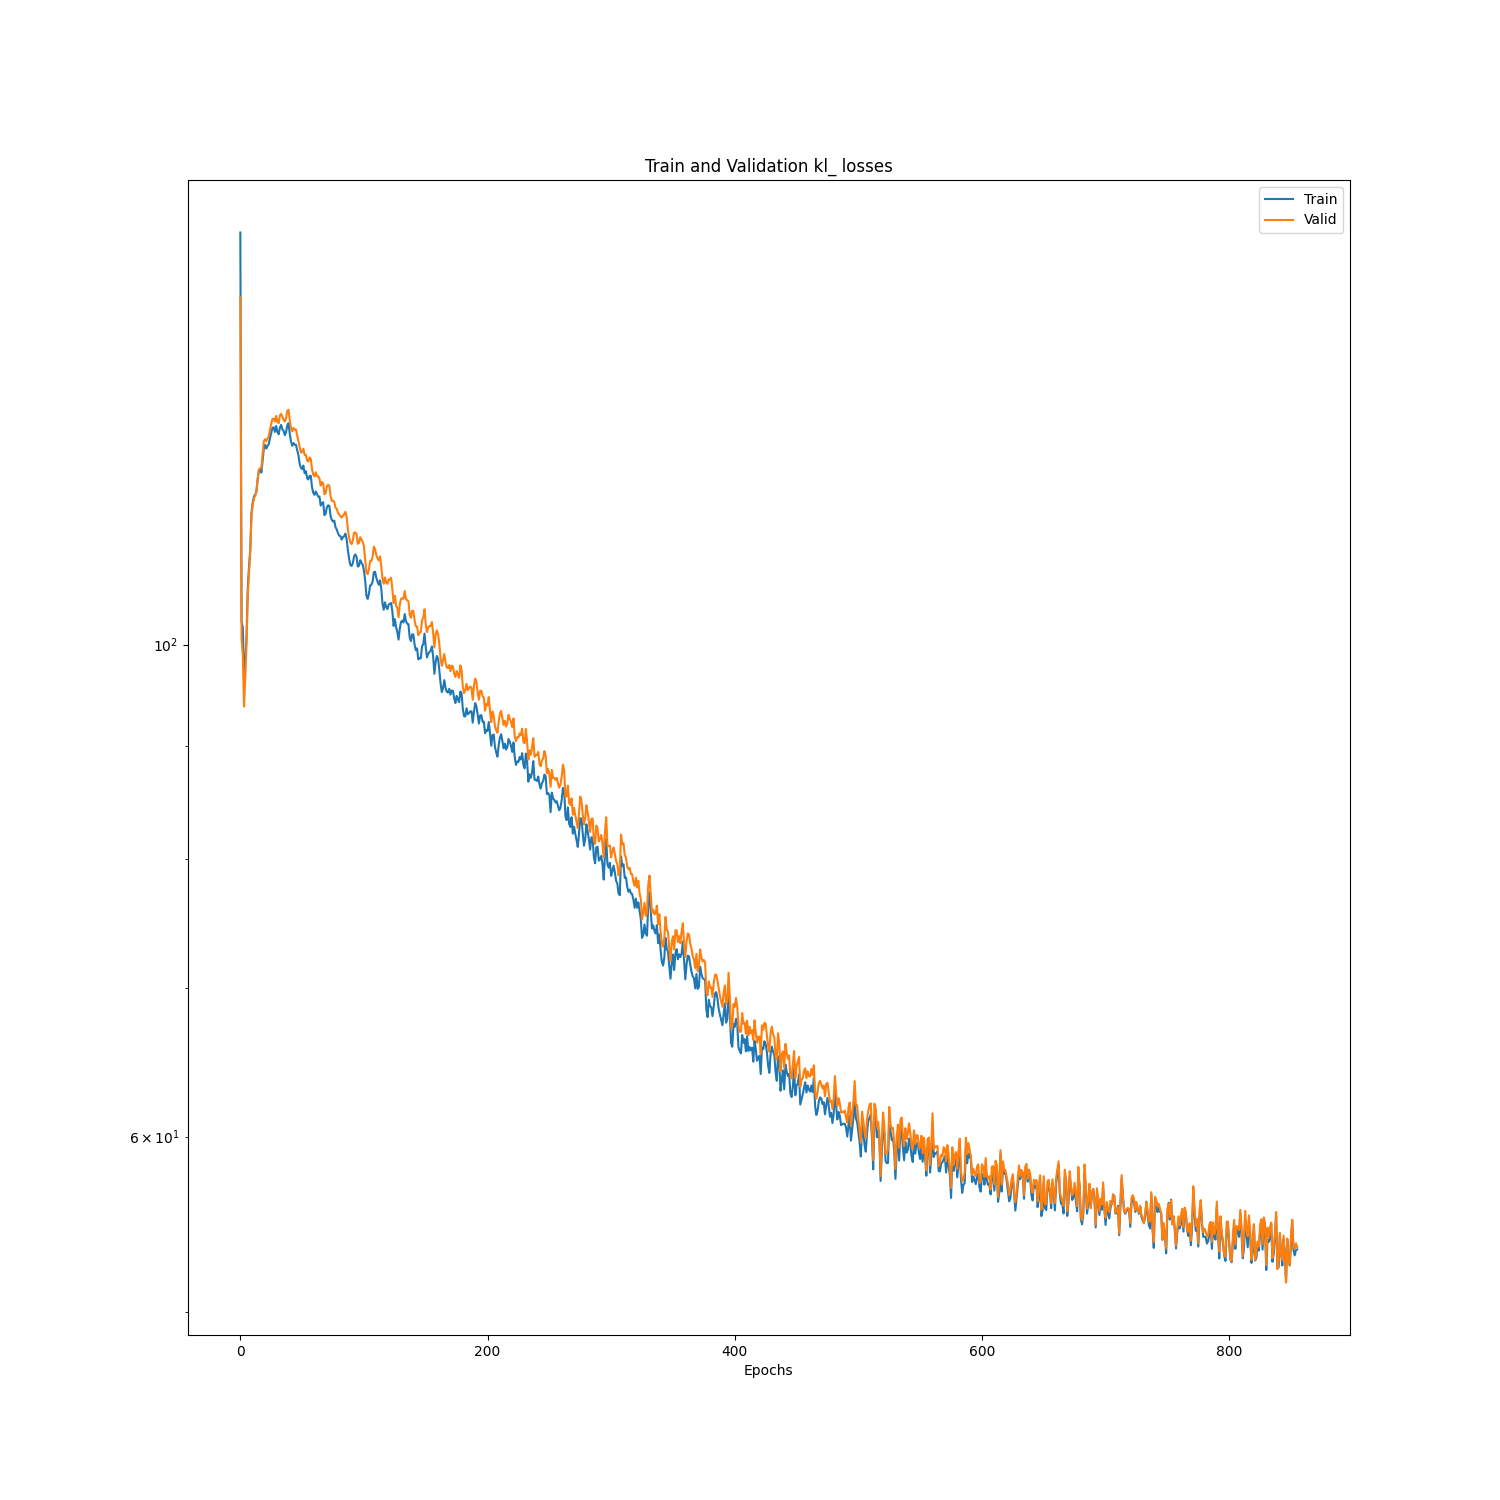 Train and Validation kl_ losses
Train
Valid
10²
6 × 10¹
0 200 400 600 800
Epochs